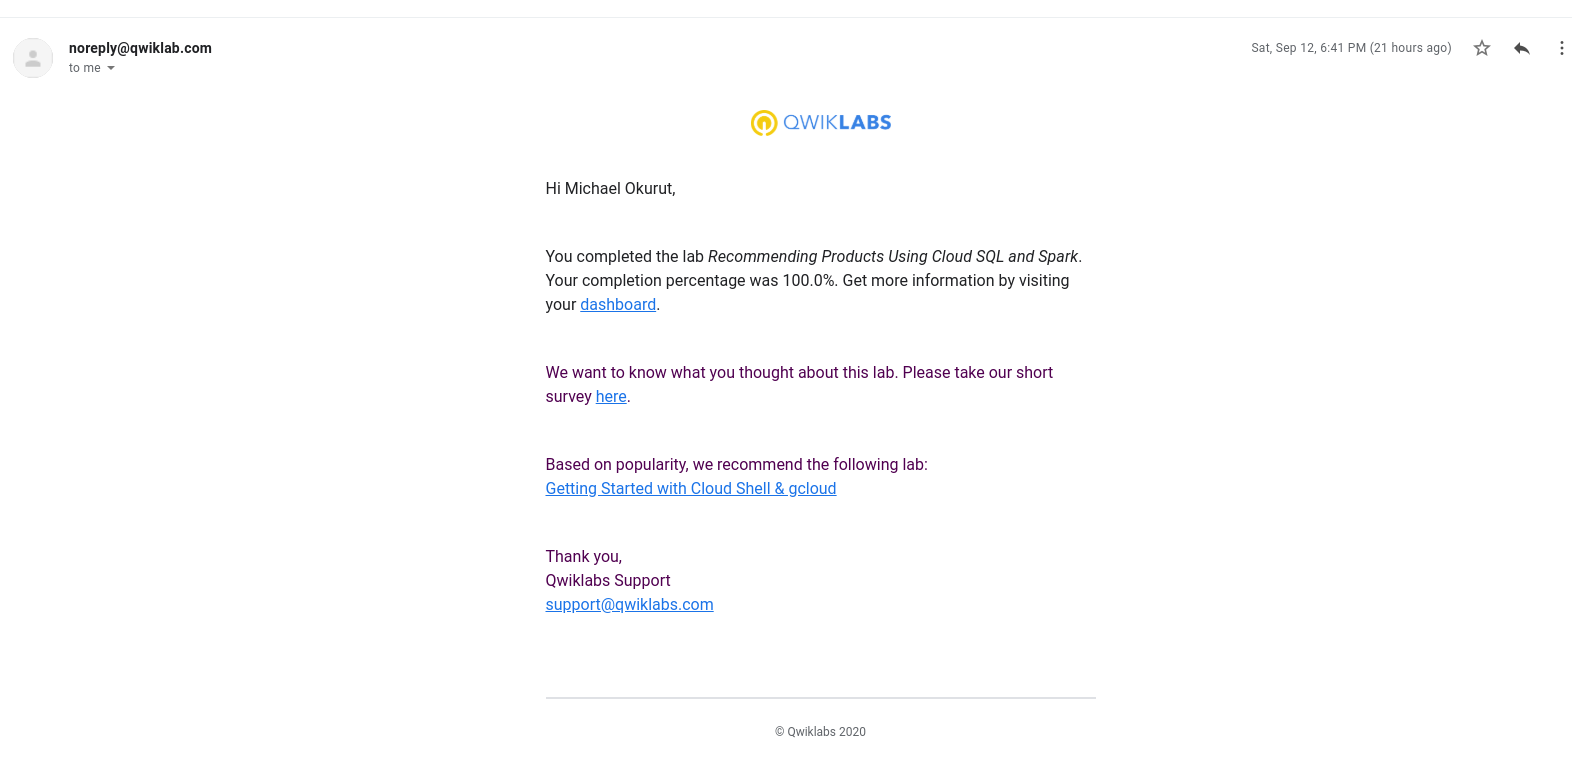 noreply@qwiklab.com
Sat, Sep 12, 6:41 PM (21 hours ago)
to me
QWIKLABS
Hi Michael Okurut,
You completed the lab Recommending Products Using Cloud SQL and Spark.
Your completion percentage was 100.0%. Get more information by visiting
your dashboard.
We want to know what you thought about this lab. Please take our short
survey here.
Based on popularity, we recommend the following lab:
Getting Started with Cloud Shell & gcloud
Thank you,
Qwiklabs Support
support@qwiklabs.com
© Qwiklabs 2020